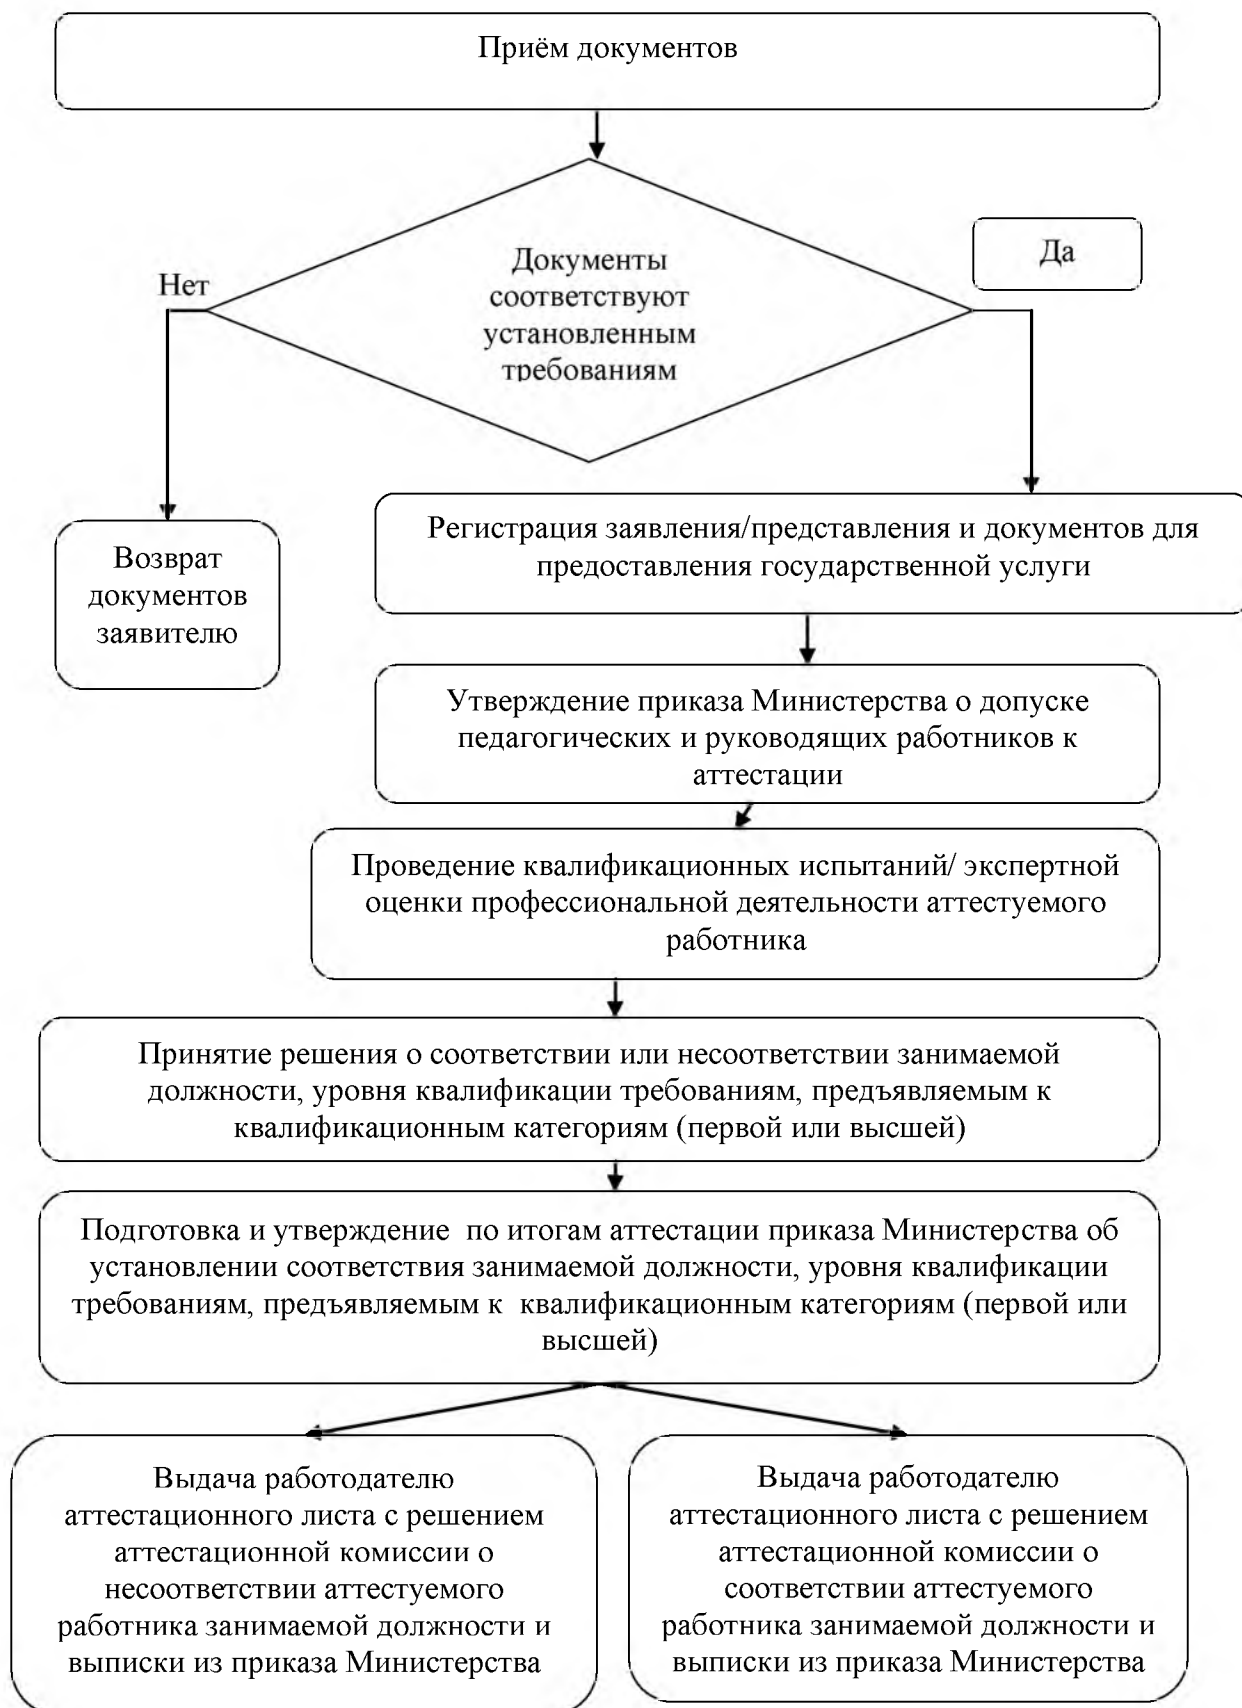 Приём документов
Да
Нет
Документы
соответствуют
установленным
требованиям
Регистрация заявления/представления и документов для
предоставления государственной услуги
Возврат
документов
заявителю
Утверждение приказа Министерства о допуске
педагогических и руководящих работников к
аттестации
Проведение квалификационных испытаний/ экспертной
оценки профессиональной деятельности аттестуемого
работника
Принятие решения о соответствии или несоответствии занимаемой
должности, уровня квалификации требованиям, предъявляемым к
квалификационным категориям (первой или высшей)
Подготовка и утверждение  по итогам аттестации приказа Министерства об
установлении соответствия занимаемой должности, уровня квалификации
требованиям, предъявляемым к  квалификационным категориям (первой или
высшей)
Выдача работодателю
аттестационного листа с решением
аттестационной комиссии о
несоответствии аттестуемого
работника занимаемой должности и
выписки из приказа Министерства
Выдача работодателю
аттестационного листа с решением
аттестационной комиссии о
соответствии аттестуемого
работника занимаемой должности и
выписки из приказа Министерства